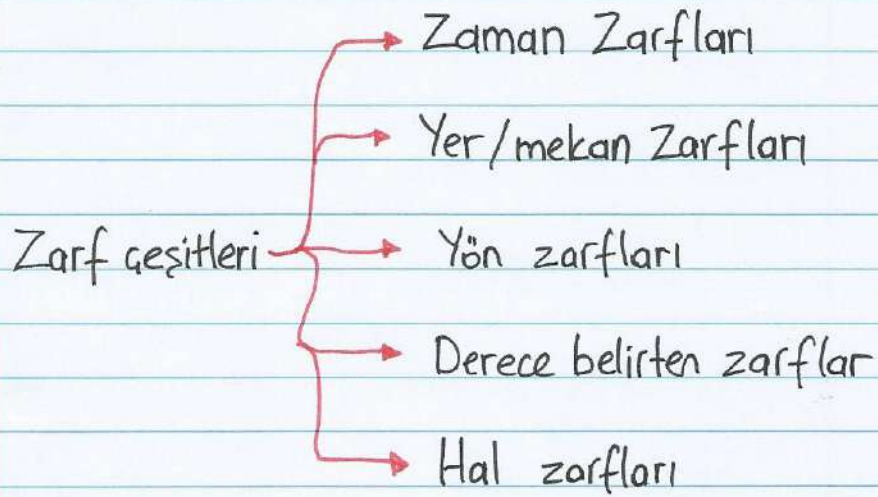 Zaman Zarfları
Yer/mekan Zarfları
Zarf çeşitleri
Yön zarfları
Derece belirten zarflar
Hal zarfları